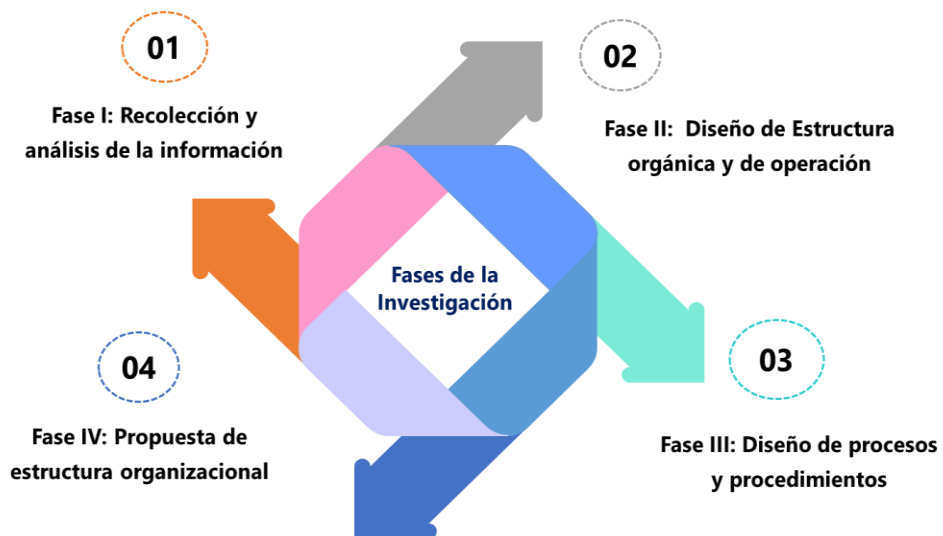 01
Fase I: Recolección y
análisis de la información
02
Fase II: Diseño de Estructura
orgánica y de operación
Fases de la
Investigación
03
Fase III: Diseño de procesos
y procedimientos
04
Fase IV: Propuesta de
estructura organizacional